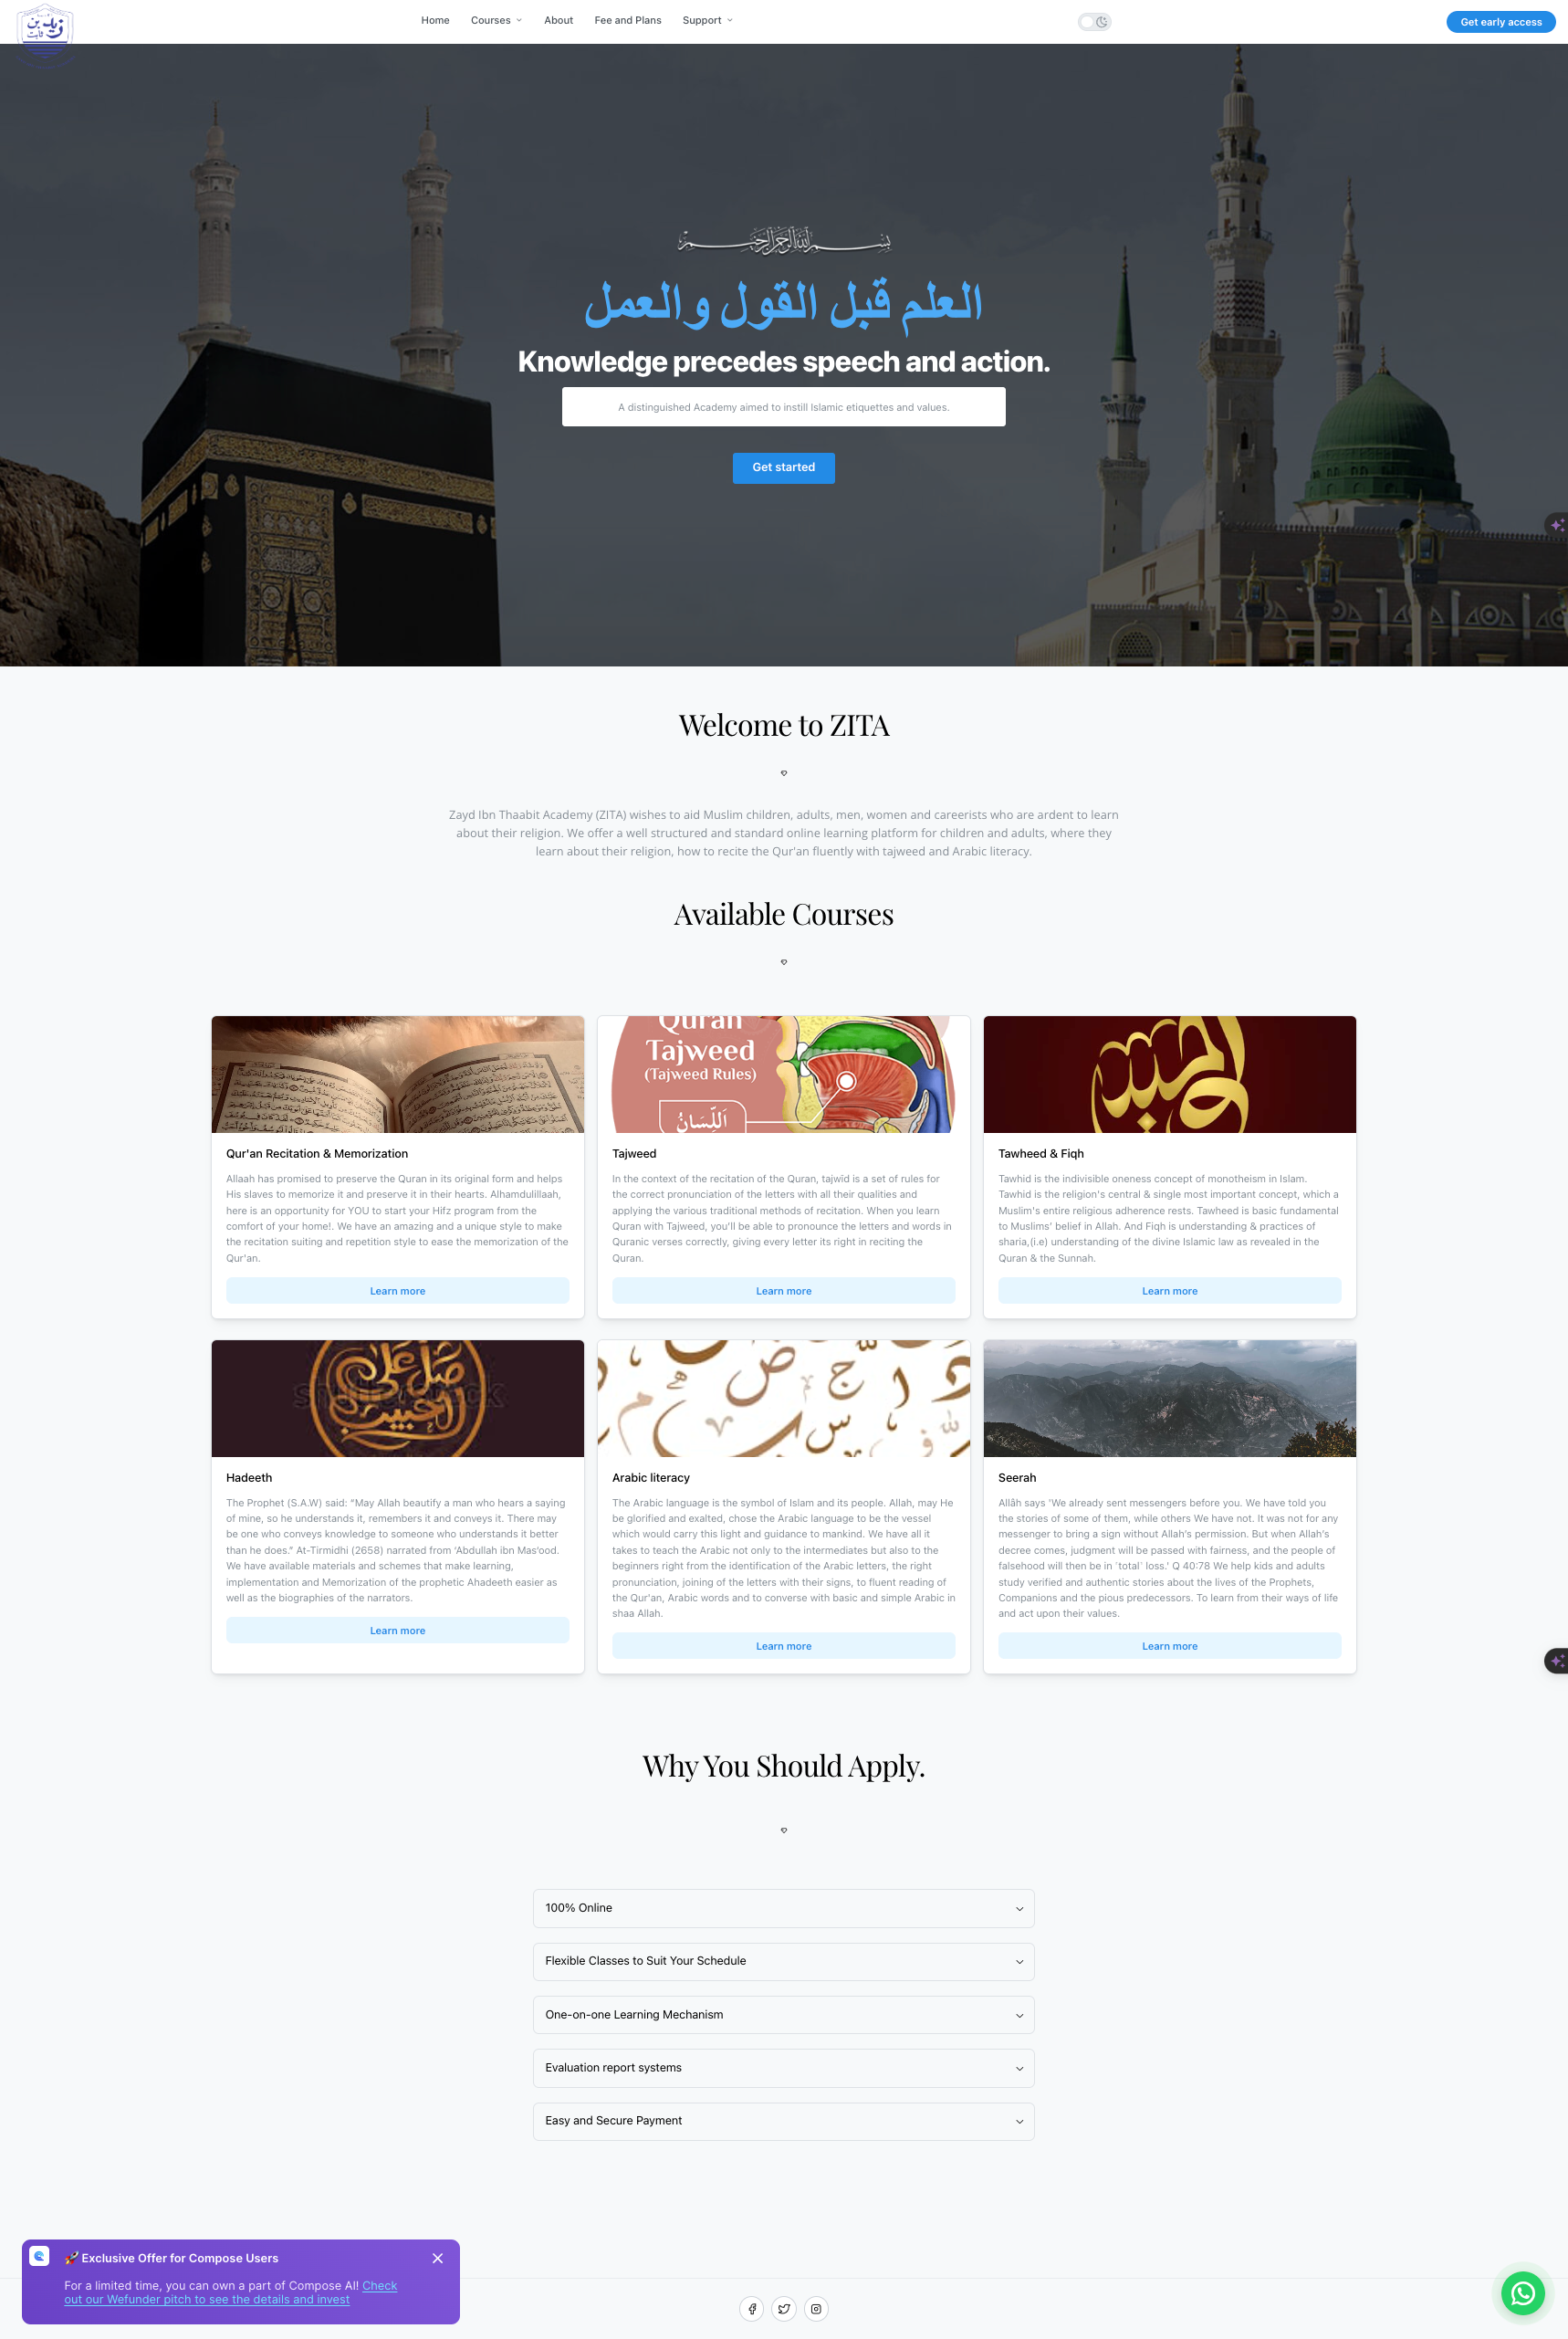 زيد بن
ثابت
Home
Courses
About
Fee and Plans
Support
Get early access
العلم قبل القول والعمل
Knowledge precedes speech and action.
A distinguished Academy aimed to instill Islamic etiquettes and values.
Get started
Welcome to ZITA
Zayd Ibn Thaabit Academy (ZITA) wishes to aid Muslim children, adults, men, women and careerists who are ardent to learn
about their religion. We offer a well structured and standard online learning platform for children and adults, where they
learn about their religion, how to recite the Qur'an fluently with tajweed and Arabic literacy.
Available Courses
Quran
Tajweed
(Tajweed Rules)
اَللِّسَانُ
Qur'an Recitation & Memorization
Allaah has promised to preserve the Quran in its original form and helps
His slaves to memorize it and preserve it in their hearts. Alhamdulillaah,
here is an opportunity for YOU to start your Hifz program from the
comfort of your home!. We have an amazing and a unique style to make
the recitation suiting and repetition style to ease the memorization of the
Qur'an.
Learn more
Tajweed
In the context of the recitation of the Quran, tajwīd is a set of rules for
the correct pronunciation of the letters with all their qualities and
applying the various traditional methods of recitation. When you learn
Quran with Tajweed, you'll be able to pronounce the letters and words in
Quranic verses correctly, giving every letter its right in reciting the
Quran.
Learn more
Tawheed & Fiqh
Tawhid is the indivisible oneness concept of monotheism in Islam.
Tawhid is the religion's central & single most important concept, which a
Muslim's entire religious adherence rests. Tawheed is basic fundamental
to Muslims' belief in Allah. And Fiqh is understanding & practices of
sharia,(i.e) understanding of the divine Islamic law as revealed in the
Quran & the Sunnah.
Learn more
Hadeeth
The Prophet (S.A.W) said: "May Allah beautify a man who hears a saying
of mine, so he understands it, remembers it and conveys it. There may
be one who conveys knowledge to someone who understands it better
than he does." At-Tirmidhi (2658) narrated from 'Abdullah ibn Mas'ood.
We have available materials and schemes that make learning,
implementation and Memorization of the prophetic Ahadeeth easier as
well as the biographies of the narrators.
Learn more
Arabic literacy
The Arabic language is the symbol of Islam and its people. Allah, may He
be glorified and exalted, chose the Arabic language to be the vessel
which would carry this light and guidance to mankind. We have all it
takes to teach the Arabic not only to the intermediates but also to the
beginners right from the identification of the Arabic letters, the right
pronunciation, joining of the letters with their signs, to fluent reading of
the Qur'an, Arabic words and to converse with basic and simple Arabic in
shaa Allah.
Learn more
Seerah
Allâh says 'We already sent messengers before you. We have told you
the stories of some of them, while others We have not. It was not for any
messenger to bring a sign without Allah's permission. But when Allah's
decree comes, judgment will be passed with fairness, and the people of
falsehood will then be in ˹total˺ loss.' Q 40:78 We help kids and adults
study verified and authentic stories about the lives of the Prophets,
Companions and the pious predecessors. To learn from their ways of life
and act upon their values.
Learn more
Why You Should Apply.
100% Online
Flexible Classes to Suit Your Schedule
One-on-one Learning Mechanism
Evaluation report systems
Easy and Secure Payment
🚀 Exclusive Offer for Compose Users
For a limited time, you can own a part of Compose AI! Check
out our Wefunder pitch to see the details and invest